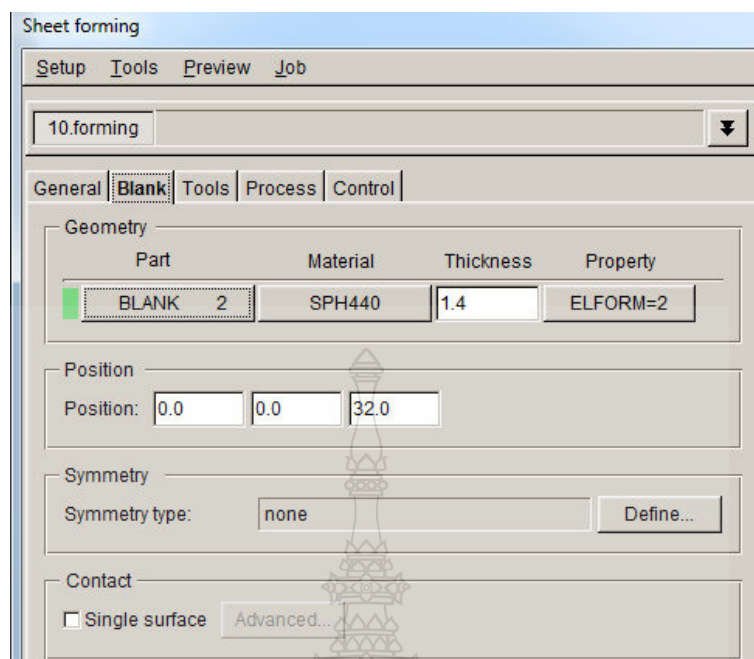 Sheet forming
Setup Tools Preview Job
10.forming
General Blank Tools Process Control
Geometry
Part Material Thickness Property
BLANK 2 SPH440 1.4 ELFORM=2
Position
Position: 0.0 0.0 32.0
Symmetry
Symmetry type: none Define...
Contact
Single surface Advanced...